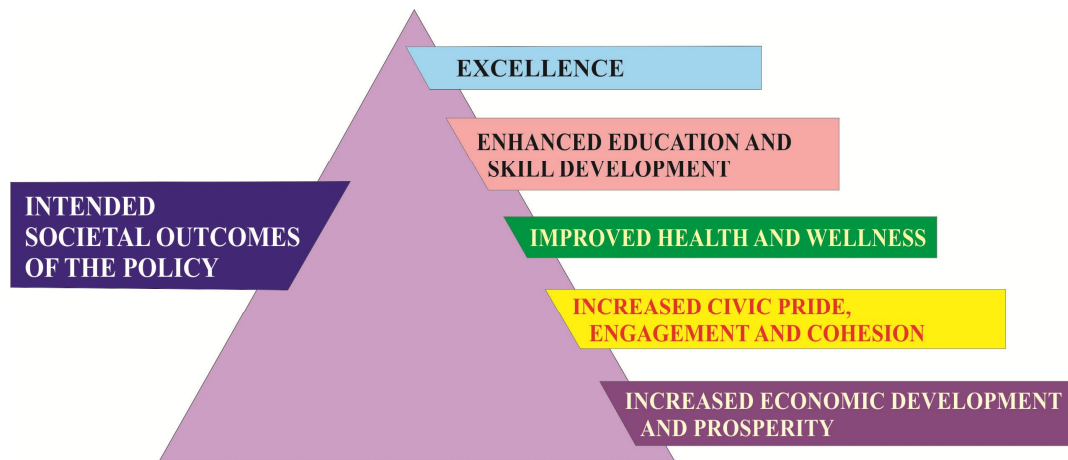 EXCELLENCE
ENHANCED EDUCATION AND
SKILL DEVELOPMENT
INTENDED
SOCIETAL OUTCOMES
OF THE POLICY
IMPROVED HEALTH AND WELLNESS
INCREASED CIVIC PRIDE,
ENGAGEMENT AND COHESION
INCREASED ECONOMIC DEVELOPMENT
AND PROSPERITY